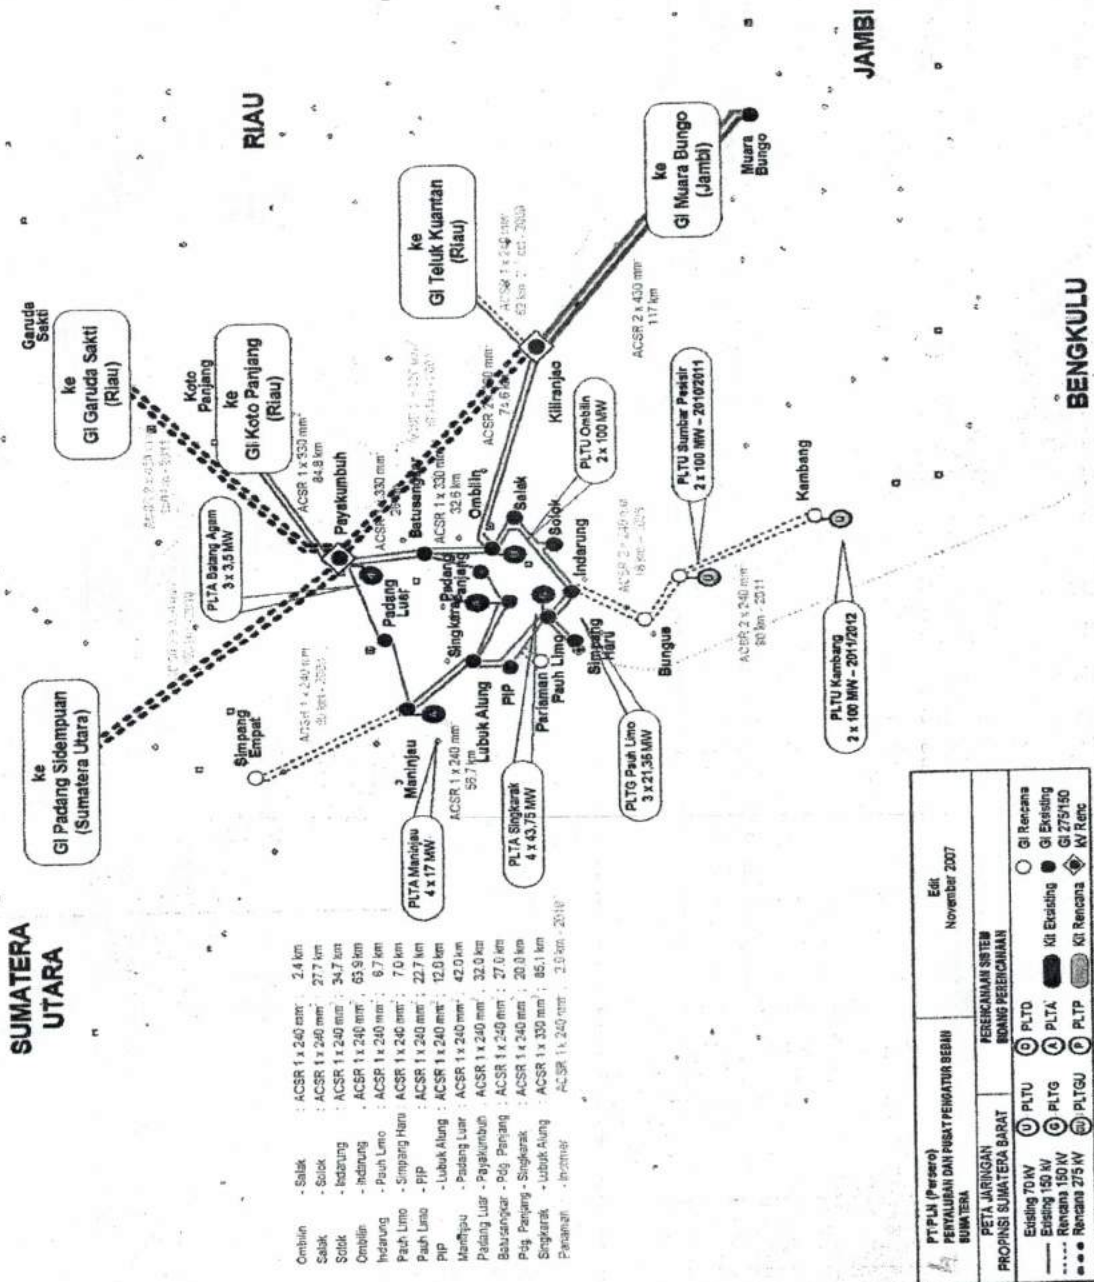 SUMATERA
UTARA
RIAU
JAMBI
BENGKULU
ke
GI Padang Sidempuan
(Sumatera Utara)
Garuda
Sakti
ke
GI Garuda Sakti
(Riau)
Koto
Panjang
ke
GI Koto Panjang
(Riau)
ke
GI Teluk Kuantan
(Riau)
ke
GI Muara Bungo
(Jambi)
Muara
Bungo
Simpang
Empat
PLTA Batang Agam
3 x 3,5 MW
Payakumbuh
ACSR 1 x 330 mm²
84.8 km
Padang
Luar
Batusangkar
ACSR 1 x 330 mm²
32.6 km
Ombilin
Salak
Solok
Indarung
Kiliranjao
ACSR 2 x 430 mm²
117 km
PLTU Ombilin
2 x 100 MW
PLTU Sumbar Pesisir
2 x 100 MW – 2010/2011
Kambang
PLTU Kambang
2 x 100 MW – 2011/2012
ACSR 2 x 240 mm²
90 km - 2011
Bungus
Maninjau
ACSR 1 x 240 mm²
56.7 km
PLTA Maninjau
4 x 17 MW
Lubuk Alung
Singkarak
Padang
Panjang
PIP
Pariaman
Pauh Limo
Simpang
Haru
PLTA Singkarak
4 x 43,75 MW
PLTG Pauh Limo
3 x 21,35 MW
Ombilin - Salak : ACSR 1 x 240 mm² ; 2.4 km
Salak - Solok : ACSR 1 x 240 mm² ; 27.7 km
Solok - Indarung : ACSR 1 x 240 mm² ; 34.7 km
Ombilin - Indarung : ACSR 1 x 240 mm² ; 63.9 km
Indarung - Pauh Limo : ACSR 1 x 240 mm² ; 6.7 km
Pauh Limo - Simpang Haru : ACSR 1 x 240 mm² ; 7.0 km
Pauh Limo - PIP : ACSR 1 x 240 mm² ; 22.7 km
PIP - Lubuk Alung : ACSR 1 x 240 mm² ; 12.0 km
Maninjau - Padang Luar : ACSR 1 x 240 mm² ; 42.0 km
Padang Luar - Payakumbuh : ACSR 1 x 240 mm² ; 32.0 km
Batusangkar - Pdg. Panjang : ACSR 1 x 240 mm² ; 27.0 km
Pdg. Panjang - Singkarak : ACSR 1 x 240 mm² ; 20.0 km
Singkarak - Lubuk Alung : ACSR 1 x 330 mm² ; 85.1 km
PT PLN (Persero)
PENYALURAN DAN PUSAT PENGATUR BEBAN
SUMATERA
Edit
November 2007
PETA JARINGAN
PROPINSI SUMATERA BARAT
PERENCANAAN SISTEM
BIDANG PERENCANAAN
Existing 70 kV
Existing 150 kV
Rencana 150 kV
Rencana 275 kV
U PLTU
G PLTG
GU PLTGU
D PLTD
A PLTA
P PLTP
Kit Eksisting
Kit Rencana
GI Rencana
GI Eksisting
GI 275/150
kV Renc